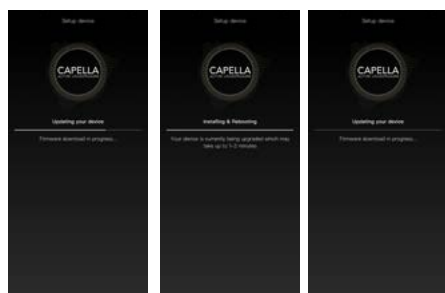 Setup device
CAPELLA
Updating your device
Firmware download in progress...
Setup device
CAPELLA
Installing & Rebooting
Your device is currently being upgraded which may
take up to 1-3 minutes
Setup device
CAPELLA
Updating your device
Firmware download in progress...